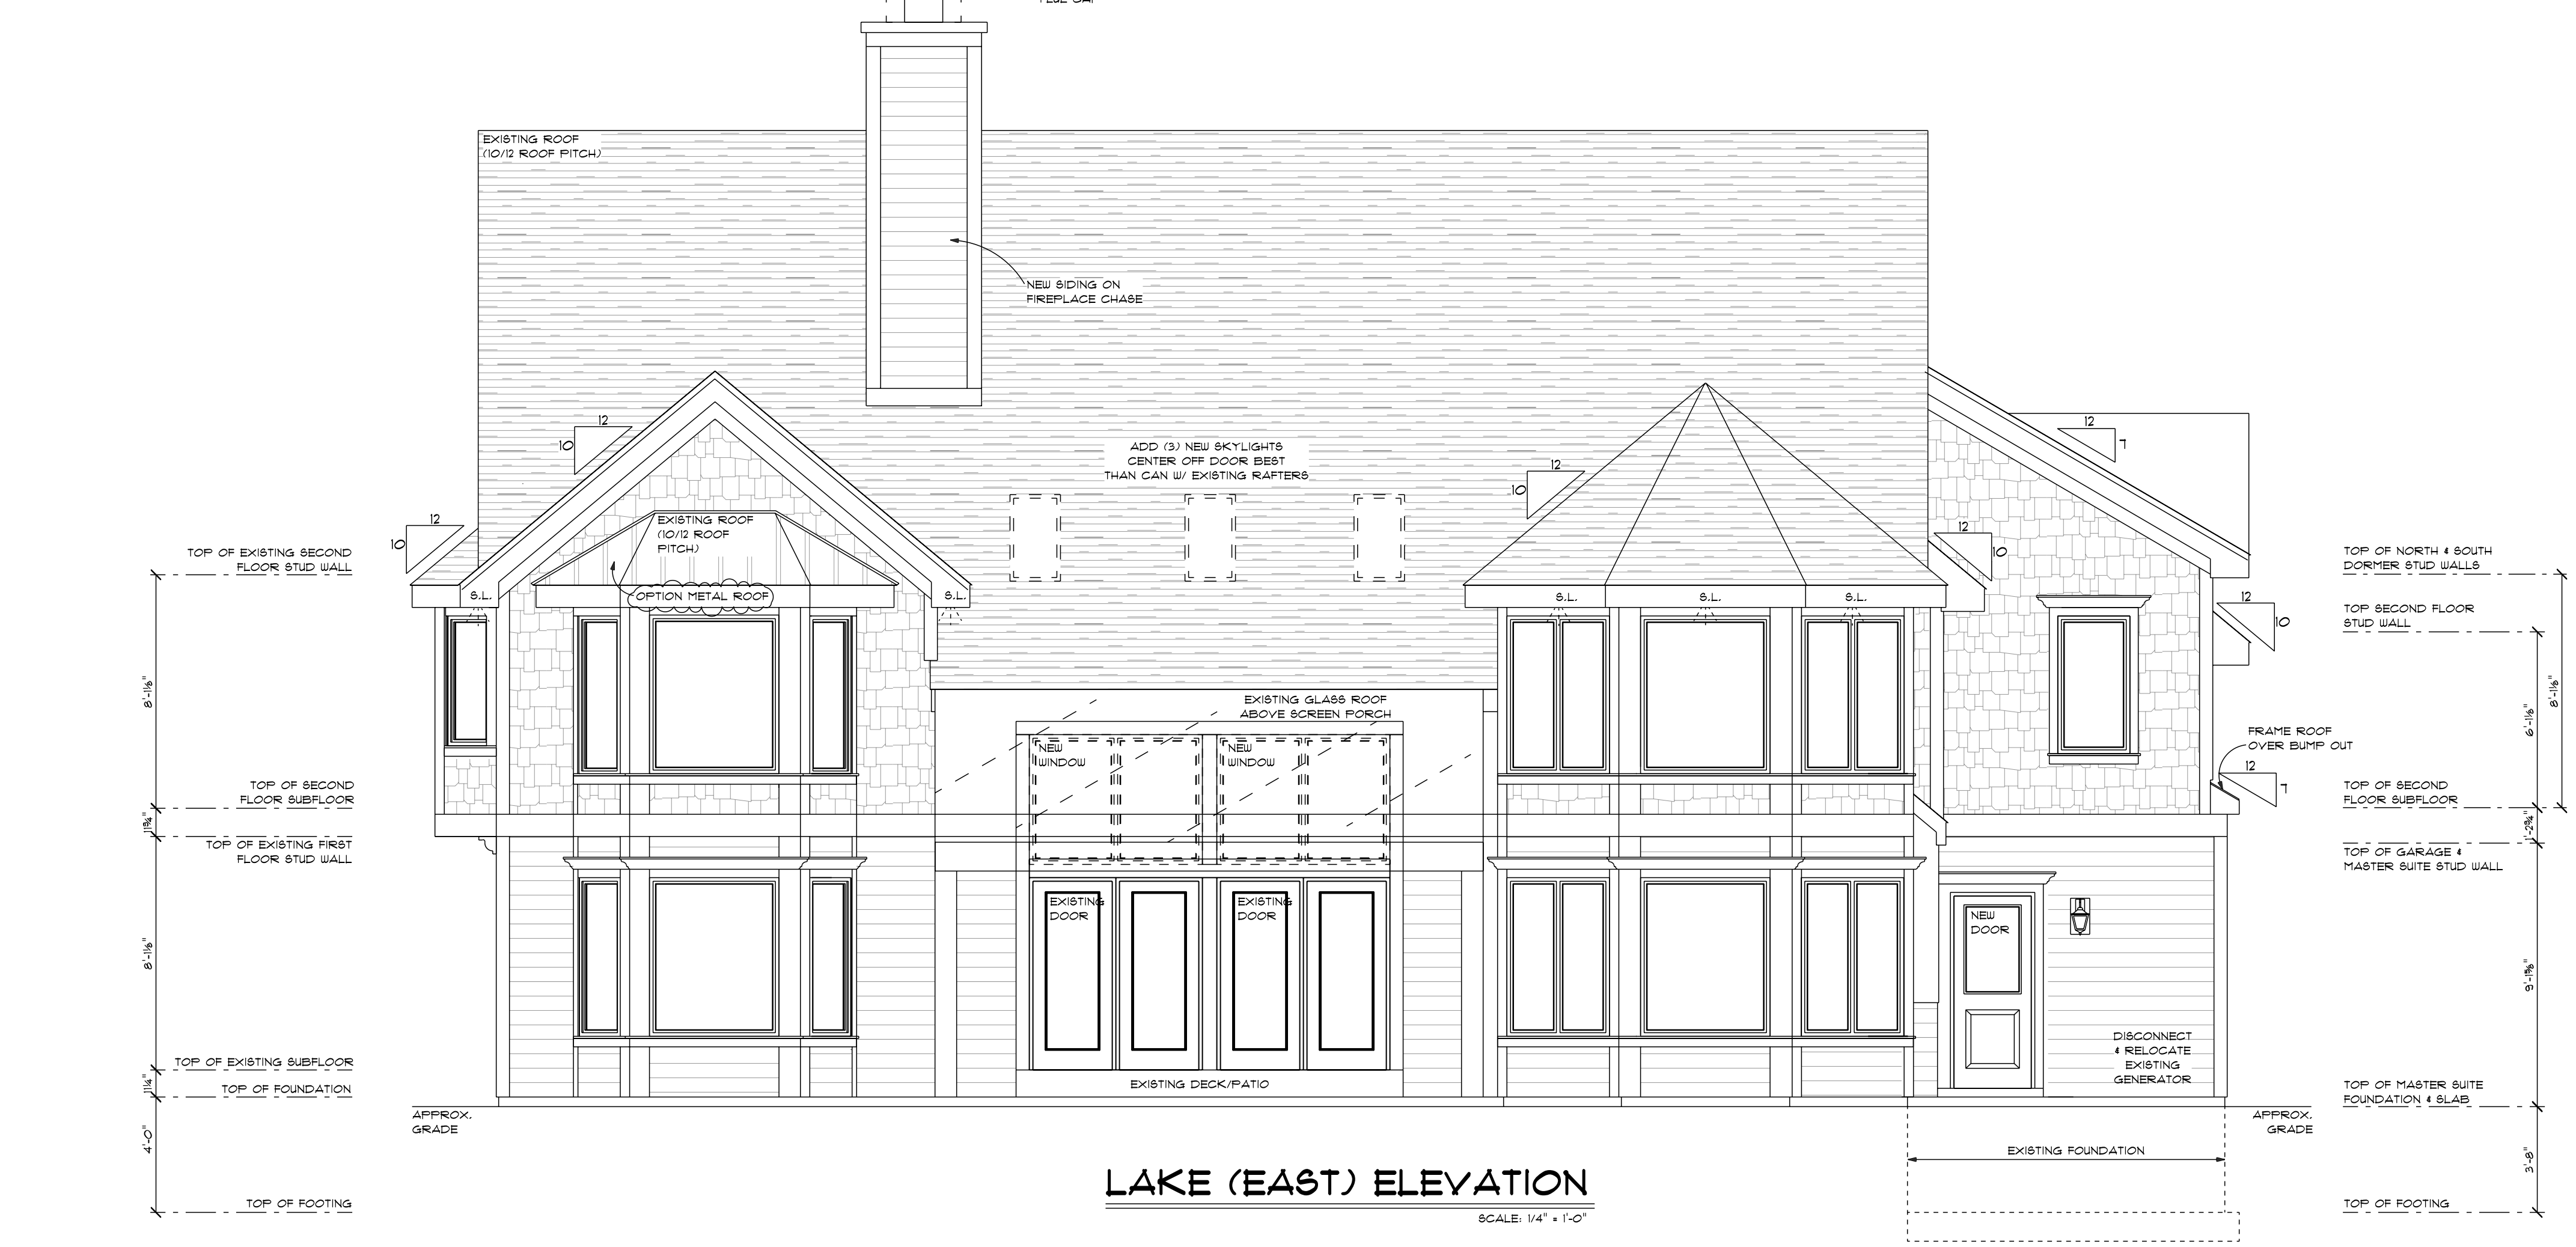 EXISTING ROOF
(10/12 ROOF PITCH)
NEW SIDING ON
FIREPLACE CHASE
ADD (3) NEW SKYLIGHTS
CENTER OFF DOOR BEST
THAN CAN W/ EXISTING RAFTERS
12
10
12
10
EXISTING ROOF
(10/12 ROOF
PITCH)
OPTION METAL ROOF
S.L.
S.L.
12
10
S.L.
S.L.
S.L.
12
7
12
10
12
10
FRAME ROOF
OVER BUMP OUT
12
7
TOP OF EXISTING SECOND
FLOOR STUD WALL
8'-1⅛"
TOP OF SECOND
FLOOR SUBFLOOR
11¾"
TOP OF EXISTING FIRST
FLOOR STUD WALL
8'-1⅛"
TOP OF EXISTING SUBFLOOR
11¼"
TOP OF FOUNDATION
4'-0"
TOP OF FOOTING
APPROX.
GRADE
EXISTING GLASS ROOF
ABOVE SCREEN PORCH
NEW
WINDOW
NEW
WINDOW
EXISTING
DOOR
EXISTING
DOOR
EXISTING DECK/PATIO
NEW
DOOR
DISCONNECT
& RELOCATE
EXISTING
GENERATOR
APPROX.
GRADE
EXISTING FOUNDATION
TOP OF NORTH & SOUTH
DORMER STUD WALLS
TOP SECOND FLOOR
STUD WALL
6'-1⅛"
8'-1⅛"
TOP OF SECOND
FLOOR SUBFLOOR
1'-2¾"
TOP OF GARAGE &
MASTER SUITE STUD WALL
TOP OF MASTER SUITE
FOUNDATION & SLAB
3'-8"
TOP OF FOOTING
LAKE (EAST) ELEVATION
SCALE: 1/4" = 1'-0"